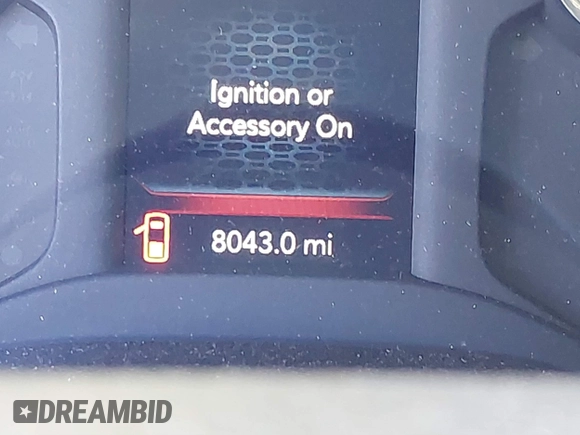 Ignition or
Accessory On
8043.0 mi
DREAMBID